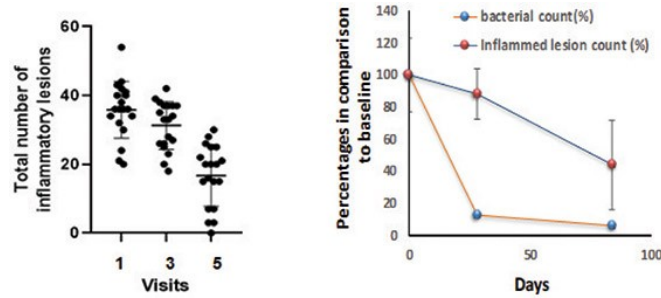 Total number of
inflammatory lesions
60
40
20
0
1 3 5
Visits
Percentages in comparison
to baseline
140
120
100
80
60
40
20
0
bacterial count(%)
Inflammed lesion count (%)
0 50 100
Days